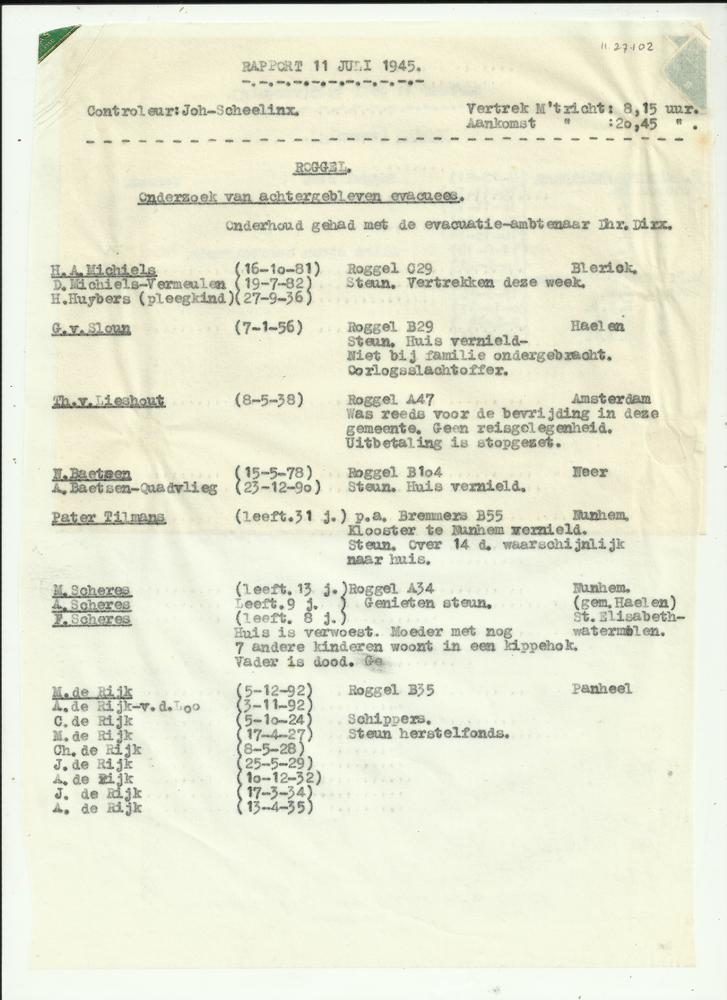 11.27.102
RAPPORT 11 JULI 1945.
Controleur: Joh-Scheelinx. Vertrek M'tricht: 8,15 uur.
Aankomst " :20,45 " .
ROGGEL.
Onderzoek van achtergebleven evacuees.
Onderhoud gehad met de evacuatie-ambtenaar Dhr. Dirx.
H.A.Michiels (16-10-81) Roggel C29 Blerick.
D.Michiels-Vermeulen (19-7-82) Steun. Vertrekken deze week.
H.Huybers (pleegkind)(27-9-36)
G.v.Sloun (7-1-56) Roggel B29 Haelen
Steun. Huis vernield-
Niet bij familie ondergebracht.
Oorlogsslachtoffer.
Th.v.Lieshout (8-5-38) Roggel A47 Amsterdam
Was reeds voor de bevrijding in deze
gemeente. Geen reisgelegenheid.
Uitbetaling is stopgezet.
N.Baetsen (15-5-78) Roggel B1o4 Neer
A.Baetsen-Quadvlieg (23-12-9o) Steun. Huis vernield.
Pater Tilmans (leeft.31 j.) p.a. Bremmers B55 Nunhem.
Klooster te Nunhem vernield.
Steun. Over 14 d. waarschijnlijk
naar huis.
M.Scheres (leeft. 13 j.)Roggel A34 Nunhem.
A.Scheres Leeft.9 j. ) Genieten steun. (gem.Haelen)
F.Scheres (leeft. 8 j.) St.Elisabeth-
Huis is verwoest. Moeder met nog watermolen.
7 andere kinderen woont in een kippehok.
Vader is dood. Ge
M.de Rijk (5-12-92) Roggel B35 Panheel
A.de Rijk-v.d.Loo (3-11-92)
C.de Rijk (5-1o-24) Schippers.
M.de Rijk (17-4-27) Steun herstelfonds.
Ch.de Rijk (8-5-28)
J.de Rijk (25-5-29)
A.de Rijk (1o-12-32)
J. de Rijk (17-3-34)
A. de Rijk (13-4-35)